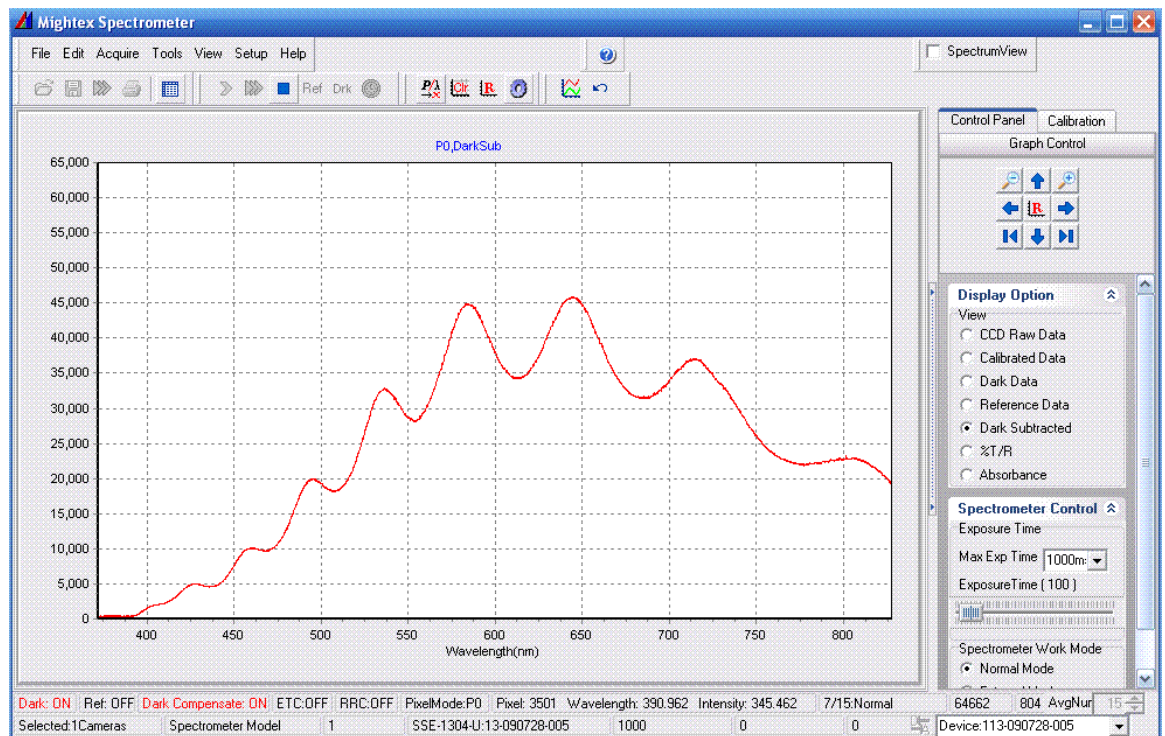 Mightex Spectrometer
File Edit Acquire Tools View Setup Help
SpectrumView
Ref Drk
P/λ
Clr
R
Control Panel Calibration
Graph Control
R
P0,DarkSub
65,000
60,000
55,000
50,000
45,000
40,000
35,000
30,000
25,000
20,000
15,000
10,000
5,000
0
400 450 500 550 600 650 700 750 800
Wavelength(nm)
Display Option
View
CCD Raw Data
Calibrated Data
Dark Data
Reference Data
Dark Subtracted
%T/R
Absorbance
Spectrometer Control
Exposure Time
Max Exp Time 1000m:
ExposureTime ( 100 )
Spectrometer Work Mode
Normal Mode
Dark: ON Ref: OFF Dark Compensate: ON ETC:OFF RRC:OFF PixelMode:P0 Pixel: 3501 Wavelength: 390.962 Intensity: 345.462 7/15:Normal 64662 804 AvgNur 15
Selected:1Cameras Spectrometer Model 1 SSE-1304-U:13-090728-005 1000 0 0 Device:113-090728-005